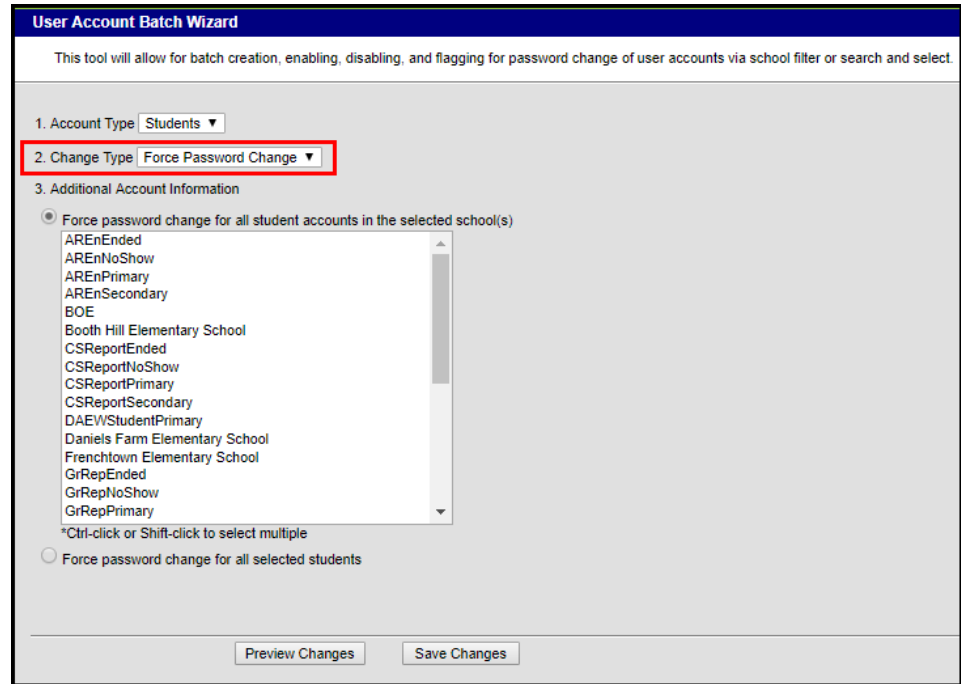 User Account Batch Wizard
This tool will allow for batch creation, enabling, disabling, and flagging for password change of user accounts via school filter or search and select.
1. Account Type Students ▼
2. Change Type Force Password Change ▼
3. Additional Account Information
Force password change for all student accounts in the selected school(s)
AREnEnded
AREnNoShow
AREnPrimary
AREnSecondary
BOE
Booth Hill Elementary School
CSReportEnded
CSReportNoShow
CSReportPrimary
CSReportSecondary
DAEWStudentPrimary
Daniels Farm Elementary School
Frenchtown Elementary School
GrRepEnded
GrRepNoShow
GrRepPrimary
*Ctrl-click or Shift-click to select multiple
Force password change for all selected students
Preview Changes Save Changes